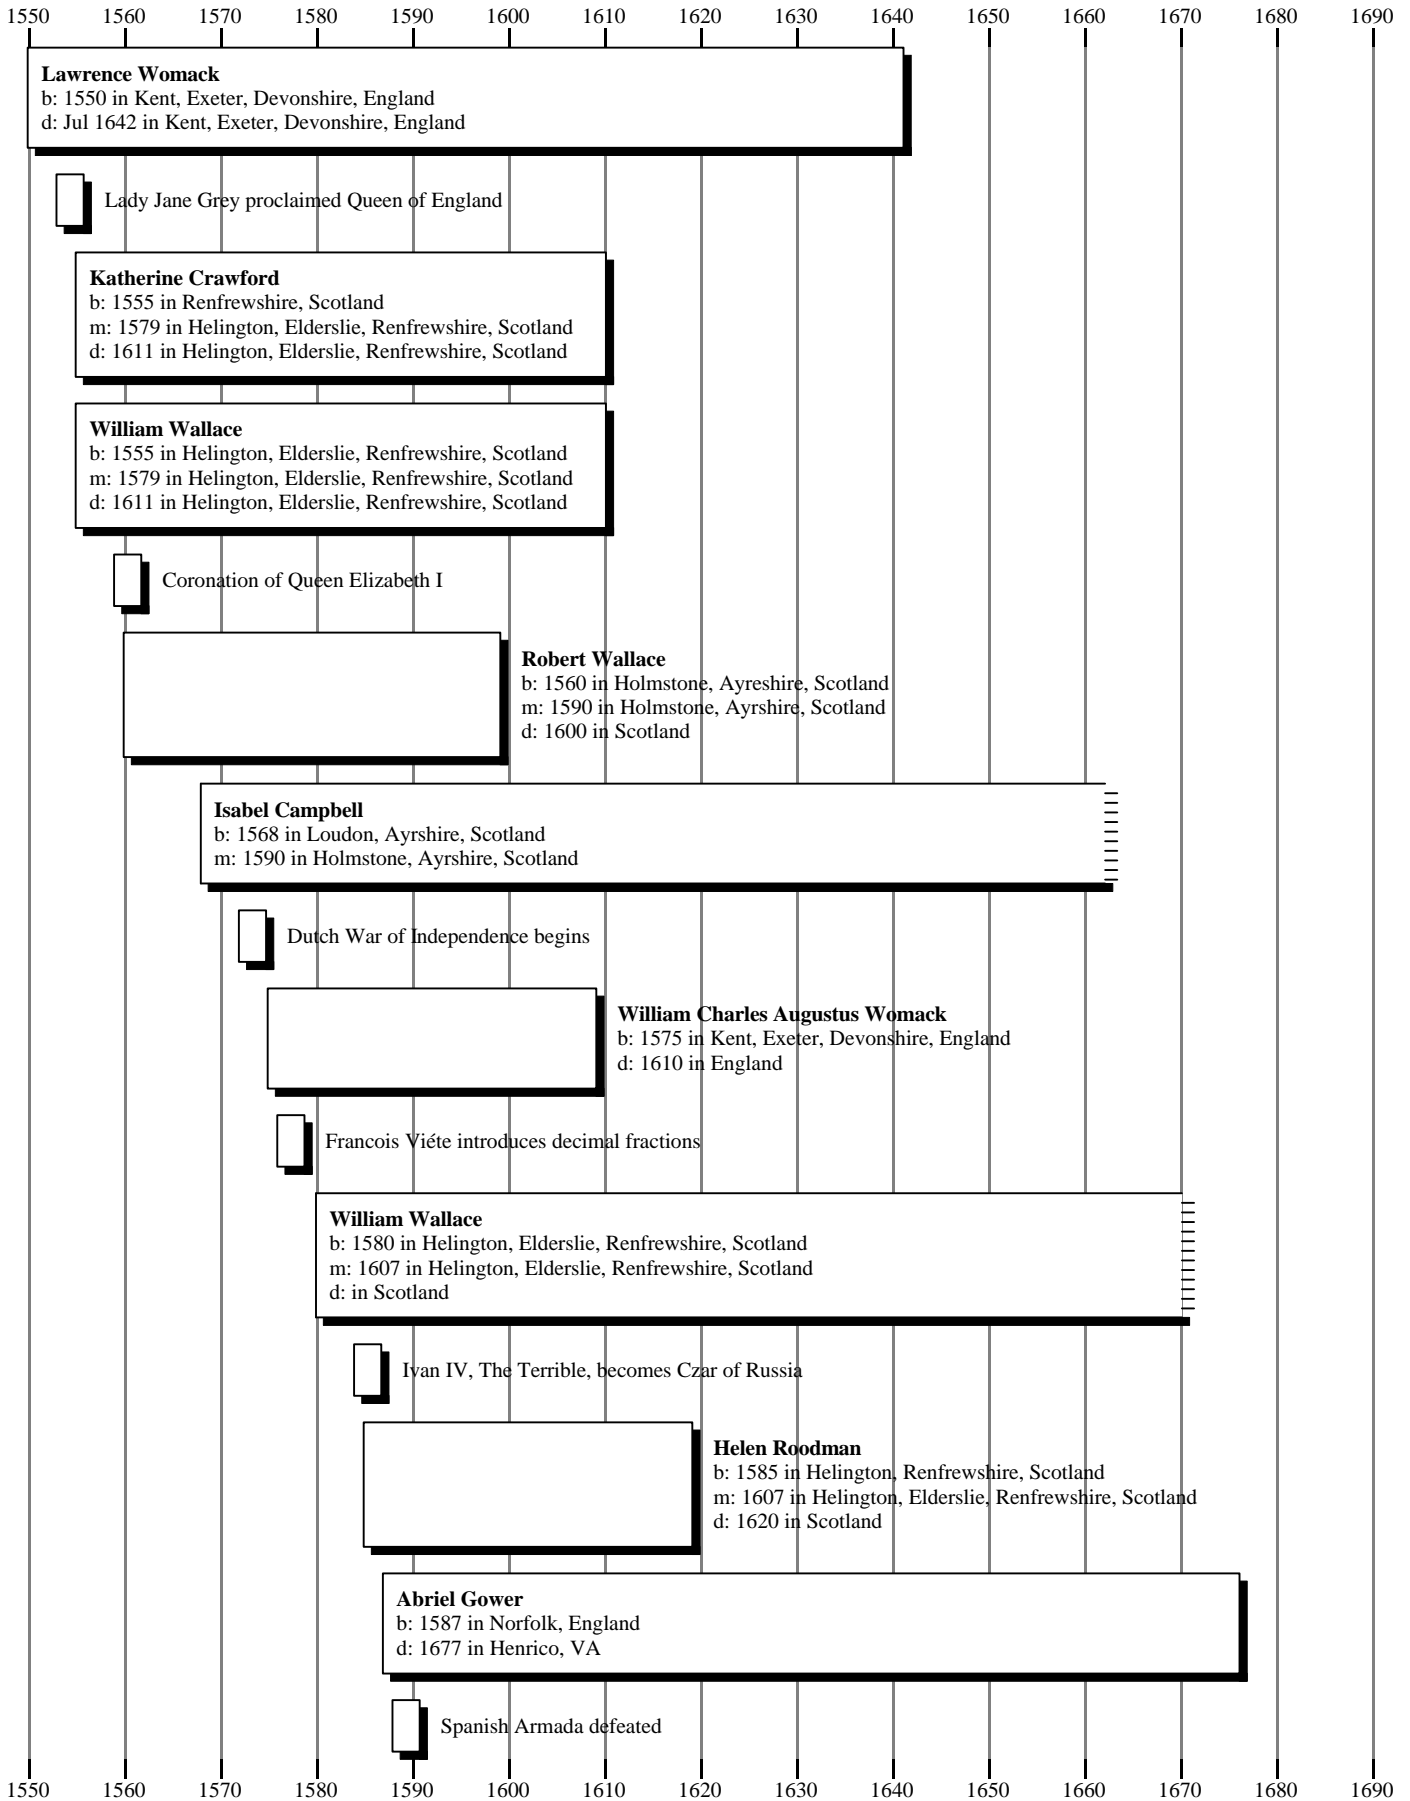 1550 1560 1570 1580 1590 1600 1610 1620 1630 1640 1650 1660 1670 1680 1690
Lawrence Womack
b: 1550 in Kent, Exeter, Devonshire, England
d: Jul 1642 in Kent, Exeter, Devonshire, England
Lady Jane Grey proclaimed Queen of England
Katherine Crawford
b: 1555 in Renfrewshire, Scotland
m: 1579 in Helington, Elderslie, Renfrewshire, Scotland
d: 1611 in Helington, Elderslie, Renfrewshire, Scotland
William Wallace
b: 1555 in Helington, Elderslie, Renfrewshire, Scotland
m: 1579 in Helington, Elderslie, Renfrewshire, Scotland
d: 1611 in Helington, Elderslie, Renfrewshire, Scotland
Coronation of Queen Elizabeth I
Robert Wallace
b: 1560 in Holmstone, Ayreshire, Scotland
m: 1590 in Holmstone, Ayrshire, Scotland
d: 1600 in Scotland
Isabel Campbell
b: 1568 in Loudon, Ayrshire, Scotland
m: 1590 in Holmstone, Ayrshire, Scotland
Dutch War of Independence begins
William Charles Augustus Womack
b: 1575 in Kent, Exeter, Devonshire, England
d: 1610 in England
Francois Viéte introduces decimal fractions
William Wallace
b: 1580 in Helington, Elderslie, Renfrewshire, Scotland
m: 1607 in Helington, Elderslie, Renfrewshire, Scotland
d: in Scotland
Ivan IV, The Terrible, becomes Czar of Russia
Helen Roodman
b: 1585 in Helington, Renfrewshire, Scotland
m: 1607 in Helington, Elderslie, Renfrewshire, Scotland
d: 1620 in Scotland
Abriel Gower
b: 1587 in Norfolk, England
d: 1677 in Henrico, VA
Spanish Armada defeated
1550 1560 1570 1580 1590 1600 1610 1620 1630 1640 1650 1660 1670 1680 1690